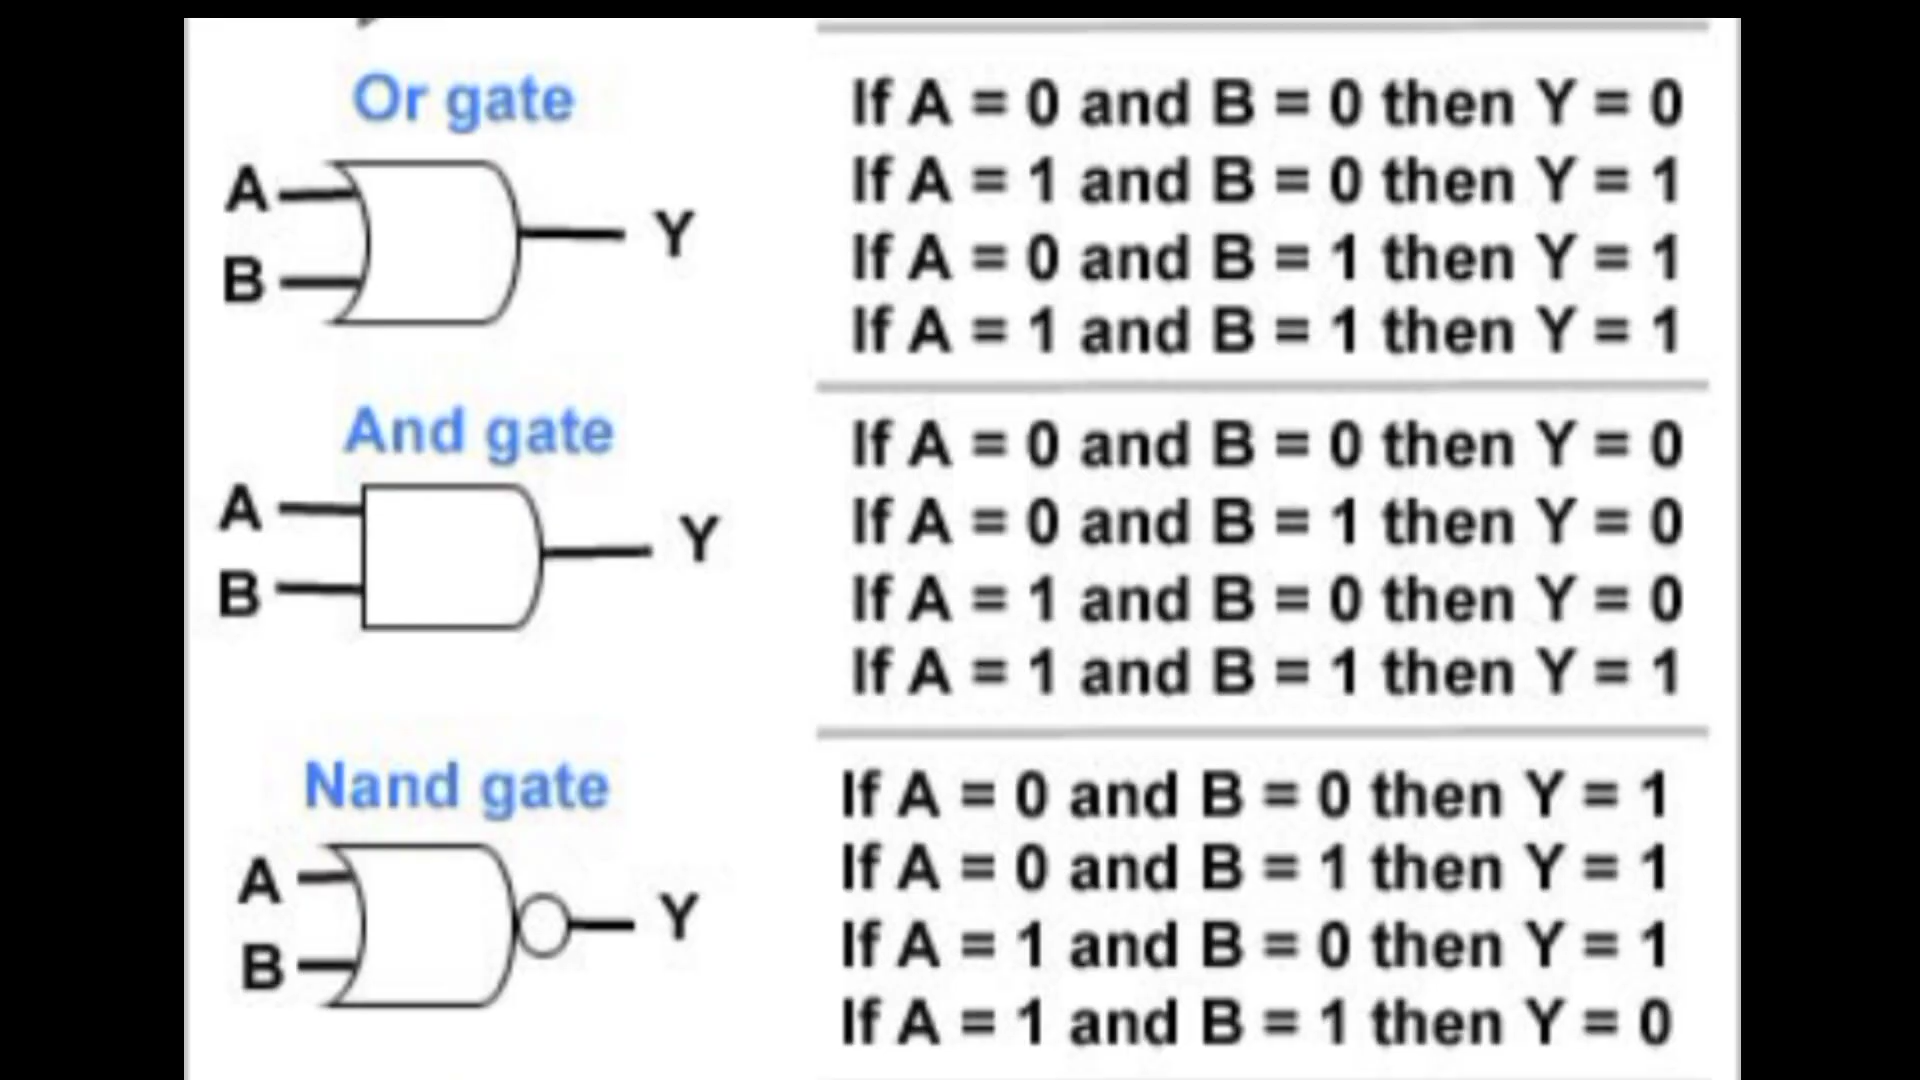 Or gate
A
B
Y
If A = 0 and B = 0 then Y = 0
If A = 1 and B = 0 then Y = 1
If A = 0 and B = 1 then Y = 1
If A = 1 and B = 1 then Y = 1
And gate
A
B
Y
If A = 0 and B = 0 then Y = 0
If A = 0 and B = 1 then Y = 0
If A = 1 and B = 0 then Y = 0
If A = 1 and B = 1 then Y = 1
Nand gate
A
B
Y
If A = 0 and B = 0 then Y = 1
If A = 0 and B = 1 then Y = 1
If A = 1 and B = 0 then Y = 1
If A = 1 and B = 1 then Y = 0